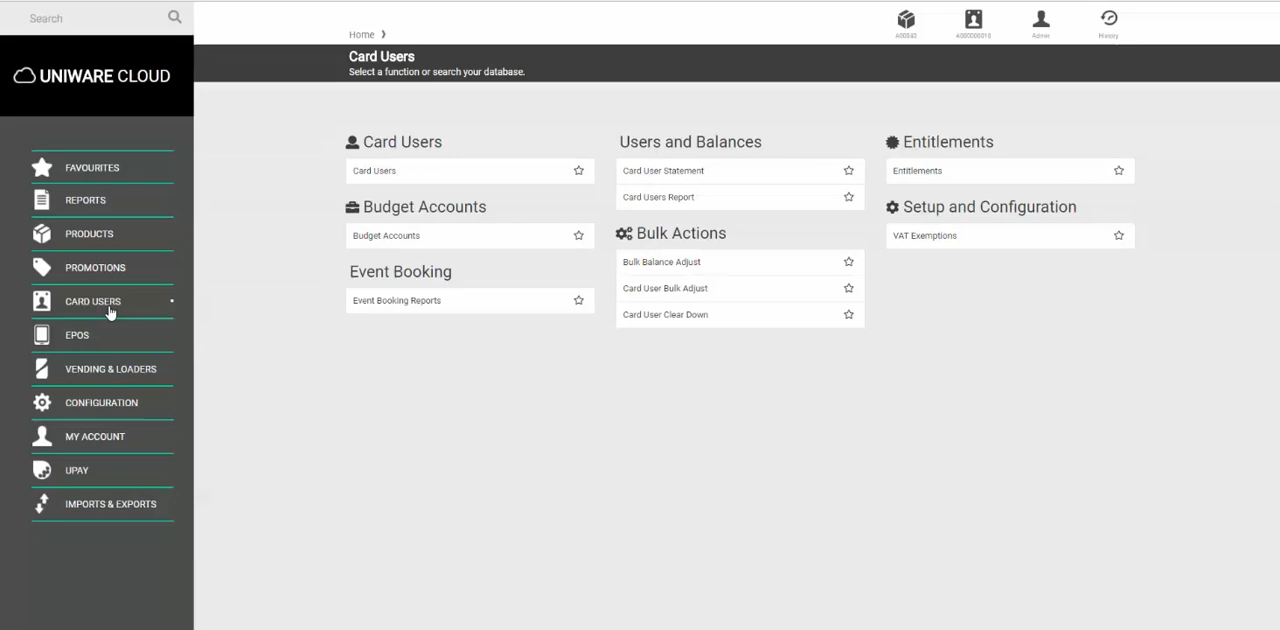 Search
UNIWARE CLOUD
FAVOURITES
REPORTS
PRODUCTS
PROMOTIONS
CARD USERS
EPOS
VENDING & LOADERS
CONFIGURATION
MY ACCOUNT
UPAY
IMPORTS & EXPORTS
Home ❯
Admin
History
Card Users
Select a function or search your database.
Card Users
Card Users
Budget Accounts
Budget Accounts
Event Booking
Event Booking Reports
Users and Balances
Card User Statement
Card Users Report
Bulk Actions
Bulk Balance Adjust
Card User Bulk Adjust
Card User Clear Down
Entitlements
Entitlements
Setup and Configuration
VAT Exemptions